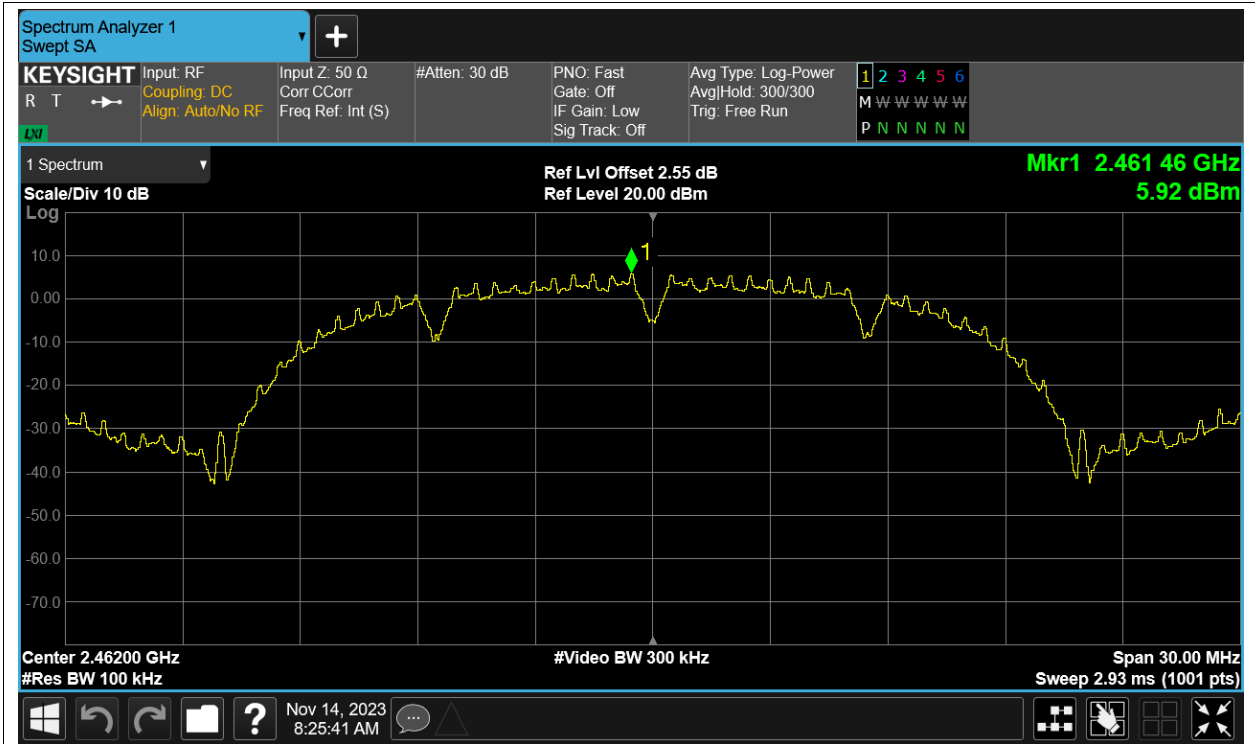 Spectrum Analyzer 1
Swept SA
+
KEYSIGHT
R T
LXI
Input: RF
Coupling: DC
Align: Auto/No RF
Input Z: 50 Ω
Corr CCorr
Freq Ref: Int (S)
#Atten: 30 dB
PNO: Fast
Gate: Off
IF Gain: Low
Sig Track: Off
Avg Type: Log-Power
Avg|Hold: 300/300
Trig: Free Run
1 2 3 4 5 6
M W W W W W
P N N N N N
1 Spectrum
Ref Lvl Offset 2.55 dB
Mkr1 2.461 46 GHz
Scale/Div 10 dB
Ref Level 20.00 dBm
5.92 dBm
Log
1
10.0
0.00
-10.0
-20.0
-30.0
-40.0
-50.0
-60.0
-70.0
Center 2.46200 GHz
#Video BW 300 kHz
Span 30.00 MHz
#Res BW 100 kHz
Sweep 2.93 ms (1001 pts)
?
Nov 14, 2023
8:25:41 AM